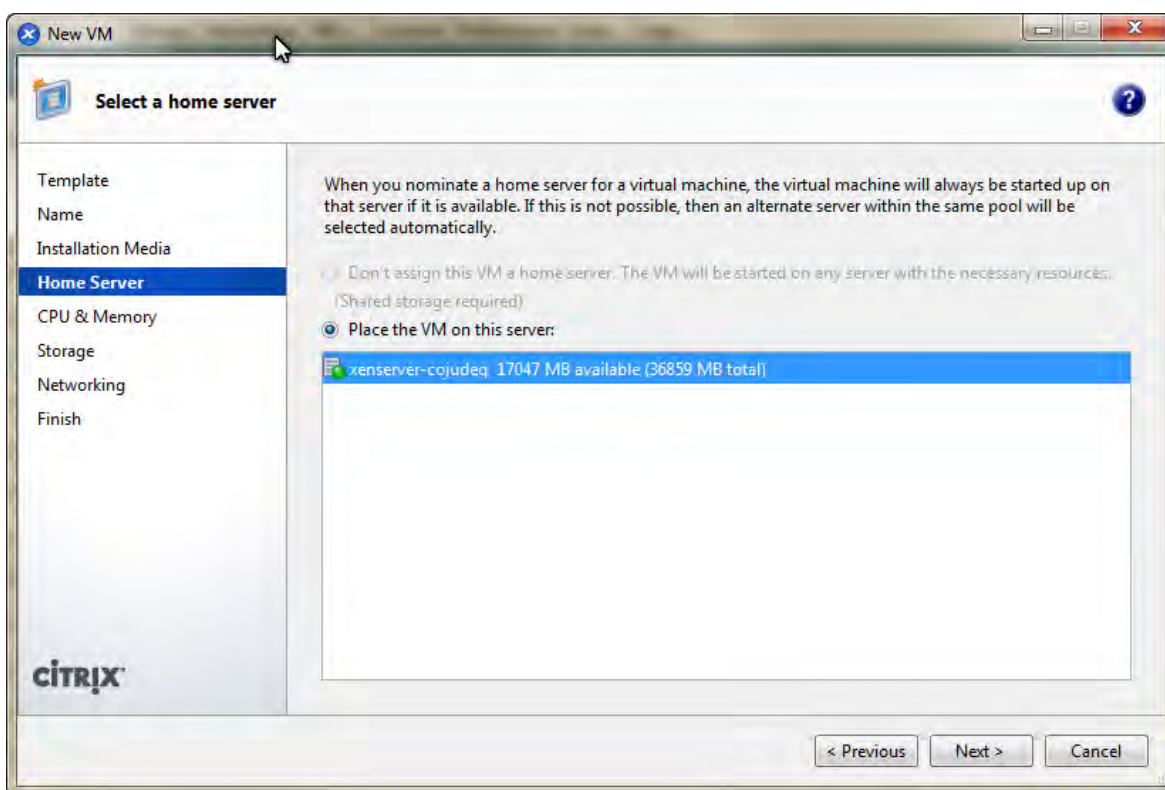 New VM
Select a home server
?
Template
Name
Installation Media
Home Server
CPU & Memory
Storage
Networking
Finish
When you nominate a home server for a virtual machine, the virtual machine will always be started up on
that server if it is available. If this is not possible, then an alternate server within the same pool will be
selected automatically.
Don't assign this VM a home server. The VM will be started on any server with the necessary resources.
(Shared storage required)
Place the VM on this server:
xenserver-cojudeq 17047 MB available (36859 MB total)
CİTRIX
< Previous
Next >
Cancel